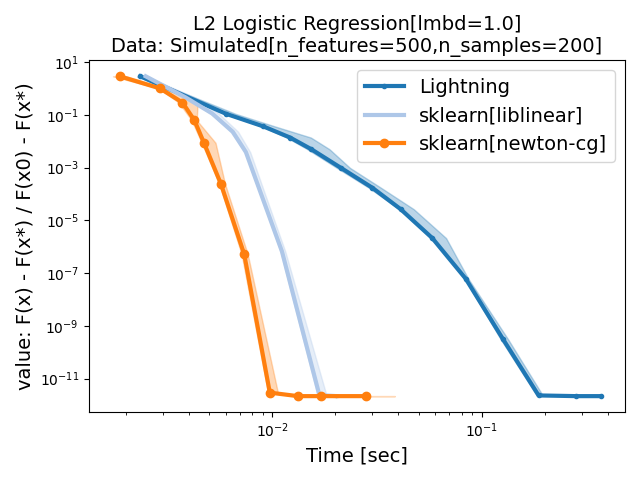 L2 Logistic Regression[lmbd=1.0]
Data: Simulated[n_features=500,n_samples=200]
value: F(x) - F(x*) / F(x0) - F(x*)
10¹
10⁻¹
10⁻³
10⁻⁵
10⁻⁷
10⁻⁹
10⁻¹¹
Lightning
sklearn[liblinear]
sklearn[newton-cg]
10⁻² 10⁻¹
Time [sec]